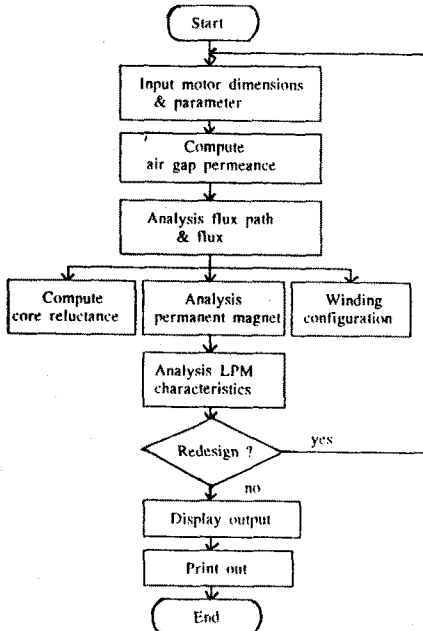 Start
Input motor dimensions
& parameter
Compute
air gap permeance
Analysis flux path
& flux
Compute
core reluctance
Analysis
permanent magnet
Winding
configuration
Analysis LPM
characteristics
Redesign ?
yes
no
Display output
Print out
End